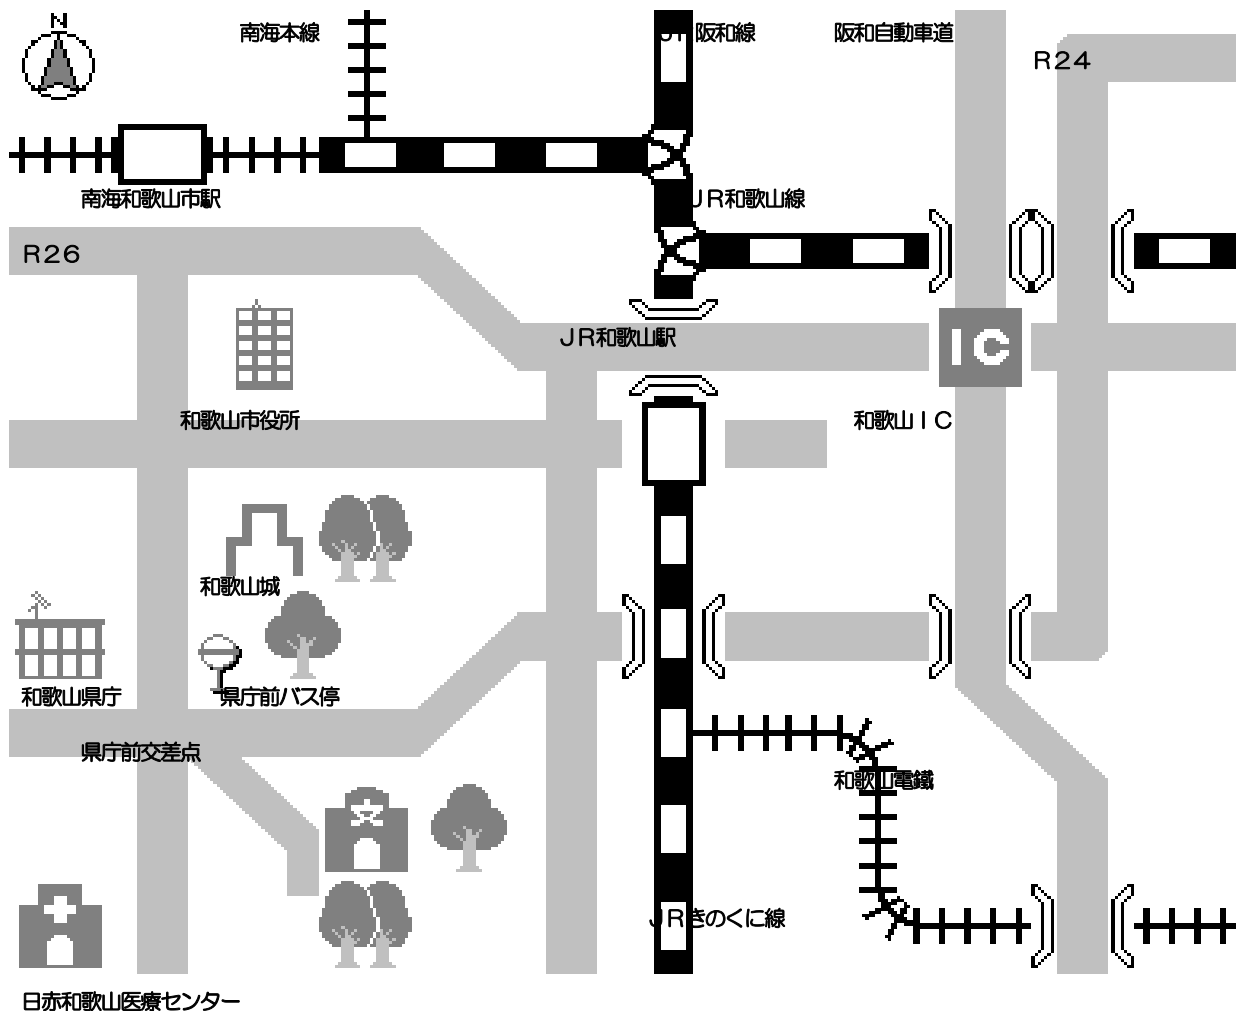 N
南海本線
JR阪和線
阪和自動車道
R24
南海和歌山市駅
JR和歌山線
R26
JR和歌山駅
IC
和歌山市役所
和歌山IC
和歌山城
和歌山県庁
県庁前バス停
県庁前交差点
和歌山電鐵
JRきのくに線
日赤和歌山医療センター